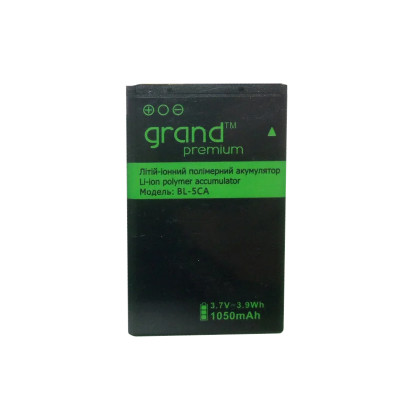 grand™
premium
Літій-іонний полімерний акумулятор
Li-ion polymer accumulator
Модель: BL-5CA
3.7V-3.9Wh
1050mAh